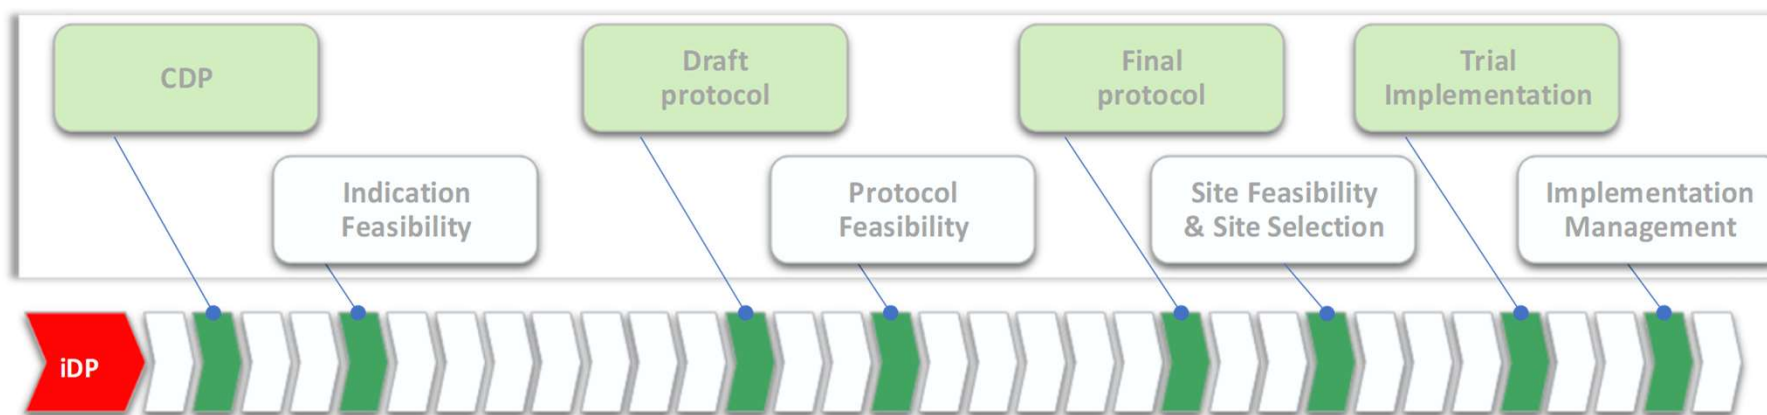 CDP
Draft
protocol
Final
protocol
Trial
Implementation
Indication
Feasibility
Protocol
Feasibility
Site Feasibility
& Site Selection
Implementation
Management
iDP